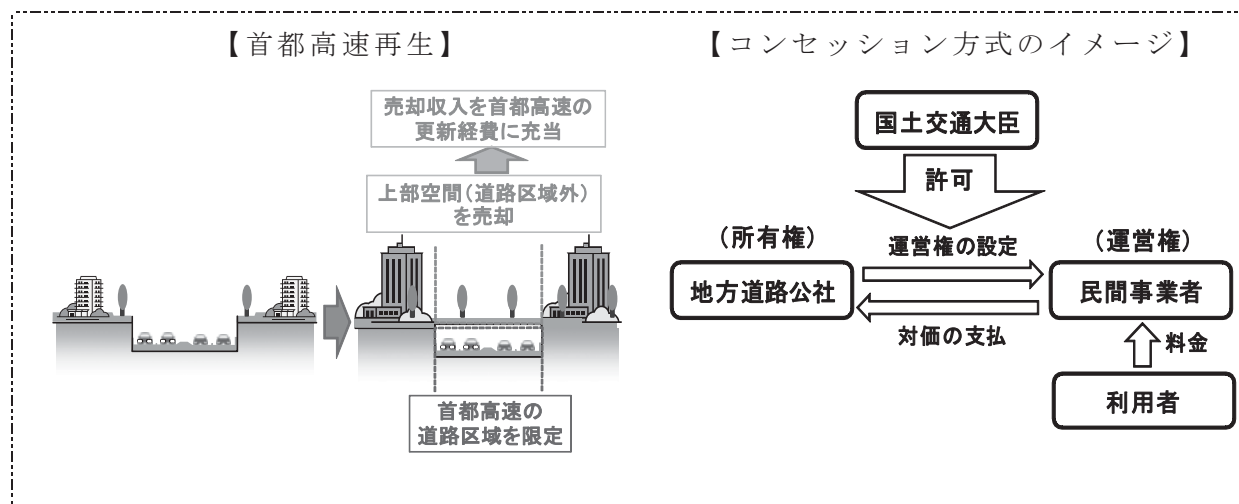 【首都高速再生】
売却収入を首都高速の
更新経費に充当
上部空間(道路区域外)
を売却
首都高速の
道路区域を限定
【コンセッション方式のイメージ】
国土交通大臣
許可
(所有権)
運営権の設定
(運営権)
地方道路公社
民間事業者
対価の支払
料金
利用者